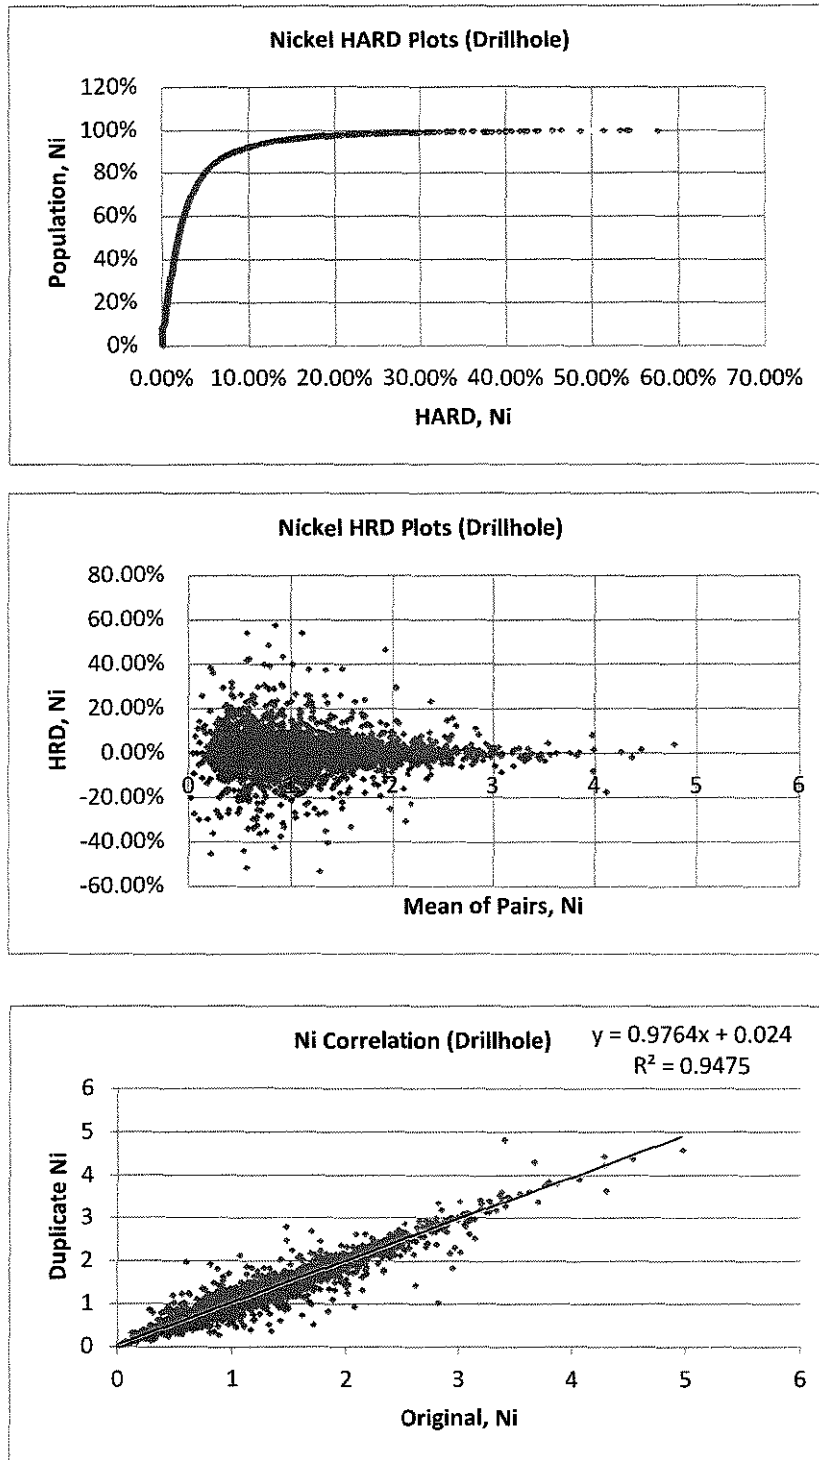 Nickel HARD Plots (Drillhole)
120%
100%
80%
60%
40%
20%
0%
Population, Ni
0.00% 10.00% 20.00% 30.00% 40.00% 50.00% 60.00% 70.00%
HARD, Ni
Nickel HRD Plots (Drillhole)
80.00%
60.00%
40.00%
20.00%
0.00%
-20.00%
-40.00%
-60.00%
HRD, Ni
0 1 2 3 4 5 6
Mean of Pairs, Ni
Ni Correlation (Drillhole)
y = 0.9764x + 0.024
R² = 0.9475
6
5
4
3
2
1
0
Duplicate Ni
0 1 2 3 4 5 6
Original, Ni